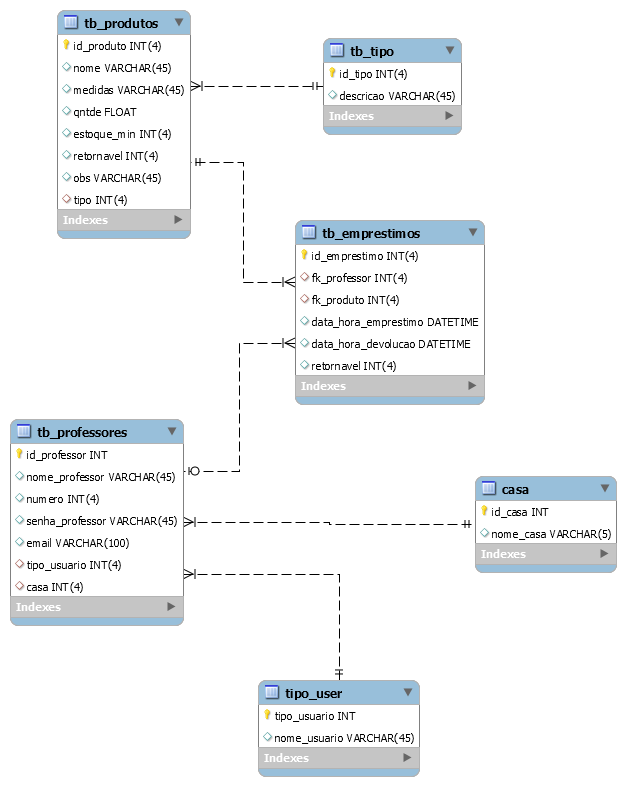 tb_produtos
id_produto INT(4)
nome VARCHAR(45)
medidas VARCHAR(45)
qntde FLOAT
estoque_min INT(4)
retornavel INT(4)
obs VARCHAR(45)
tipo INT(4)
Indexes
tb_tipo
id_tipo INT(4)
descricao VARCHAR(45)
Indexes
tb_emprestimos
id_emprestimo INT(4)
fk_professor INT(4)
fk_produto INT(4)
data_hora_emprestimo DATETIME
data_hora_devolucao DATETIME
retornavel INT(4)
Indexes
tb_professores
id_professor INT
nome_professor VARCHAR(45)
numero INT(4)
senha_professor VARCHAR(45)
email VARCHAR(100)
tipo_usuario INT(4)
casa INT(4)
Indexes
casa
id_casa INT
nome_casa VARCHAR(5)
Indexes
tipo_user
tipo_usuario INT
nome_usuario VARCHAR(45)
Indexes